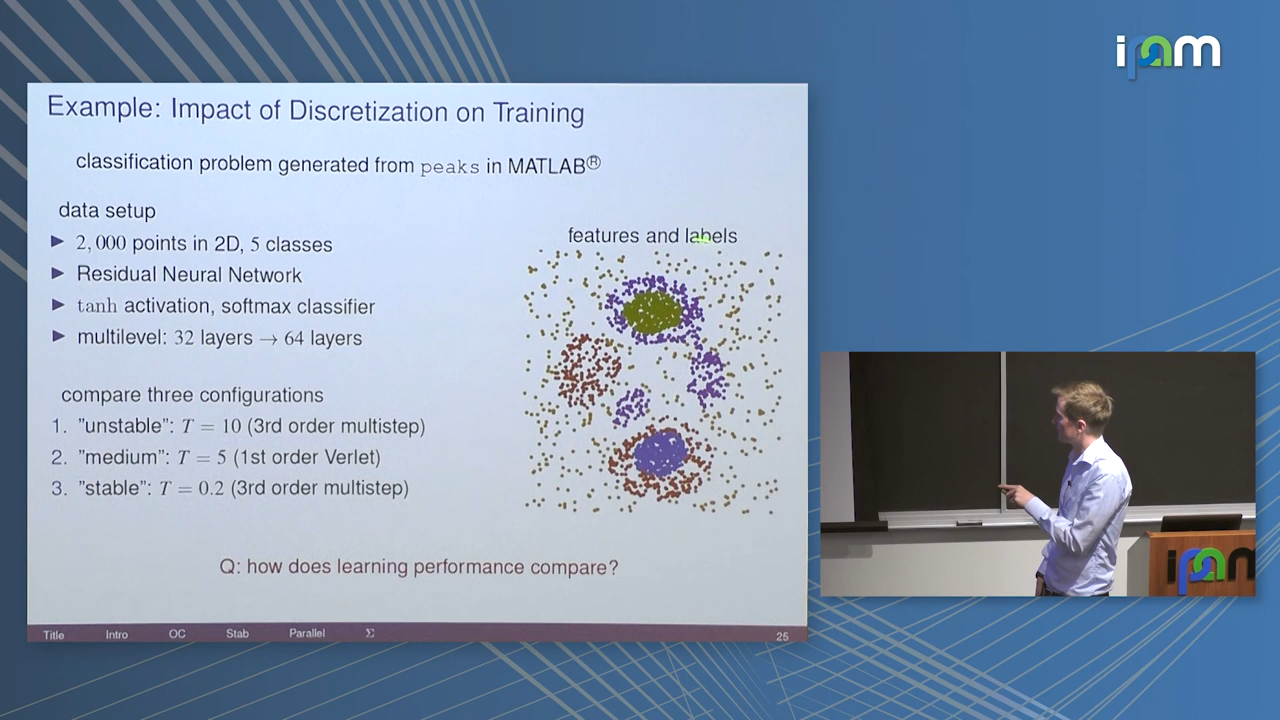 ipam
Example: Impact of Discretization on Training
classification problem generated from peaks in MATLAB®
data setup
► 2,000 points in 2D, 5 classes
► Residual Neural Network
► tanh activation, softmax classifier
► multilevel: 32 layers → 64 layers
features and labels
compare three configurations
1. "unstable": T = 10 (3rd order multistep)
2. "medium": T = 5 (1st order Verlet)
3. "stable": T = 0.2 (3rd order multistep)
Q: how does learning performance compare?
Title Intro OC Stab Parallel Σ 25
ipam